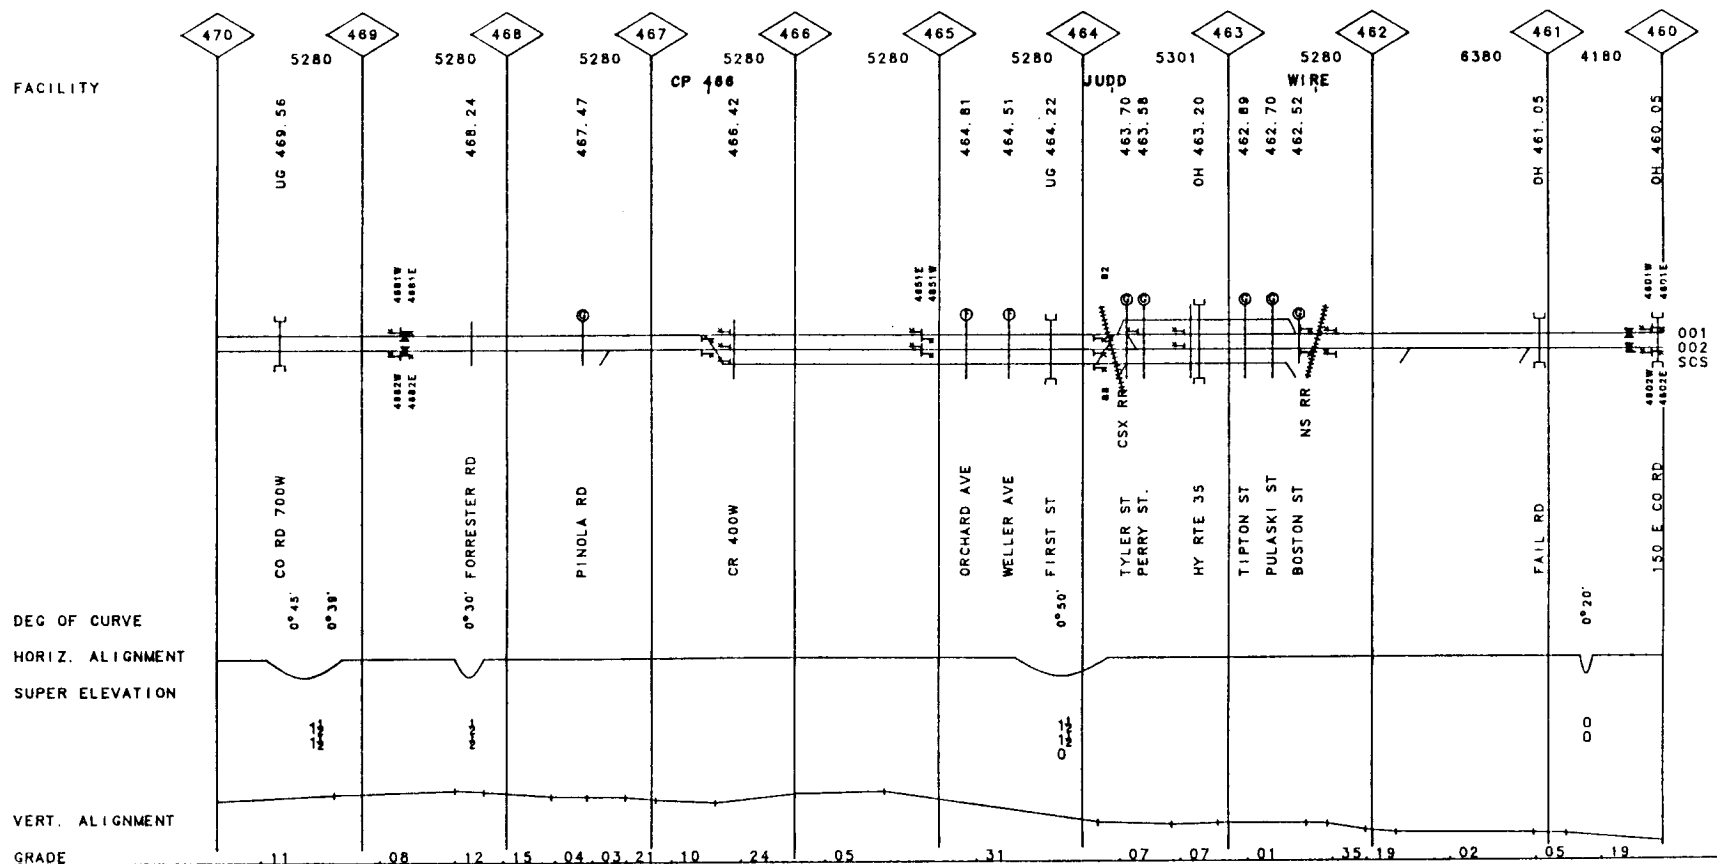 470 469 468 467 466 465 464 463 462 461 460
5280 5280 5280 5280 5280 5280 5301 5280 6380 4180
FACILITY
CP 466 JUDD WIRE
UG 469.56
468.24
467.47
466.42
464.81
464.51
UG 464.22
463.70
463.58
OH 463.20
462.89
462.70
462.52
OH 461.05
OH 460.05
4681W
4681E
4682W
4682E
G
4651E
4651W
F
F
82
88
G
G
G
G
G
4601W
4601E
4602W
4602E
001
002
SCS
CSX RR
NS RR
CO RD 700W
FORRESTER RD
PINOLA RD
CR 400W
ORCHARD AVE
WELLER AVE
FIRST ST
TYLER ST
PERRY ST.
HY RTE 35
TIPTON ST
PULASKI ST
BOSTON ST
FAIL RD
150 E CO RD
DEG OF CURVE
0°45' 0°39' 0°30' 0°50' 0°20'
HORIZ. ALIGNMENT
SUPER ELEVATION
0
0
0
VERT. ALIGNMENT
GRADE .11 .08 .12 .15 .04 .03 .21 .10 .24 .05 .31 .07 .07 .01 .35 .19 .02 .05 .19